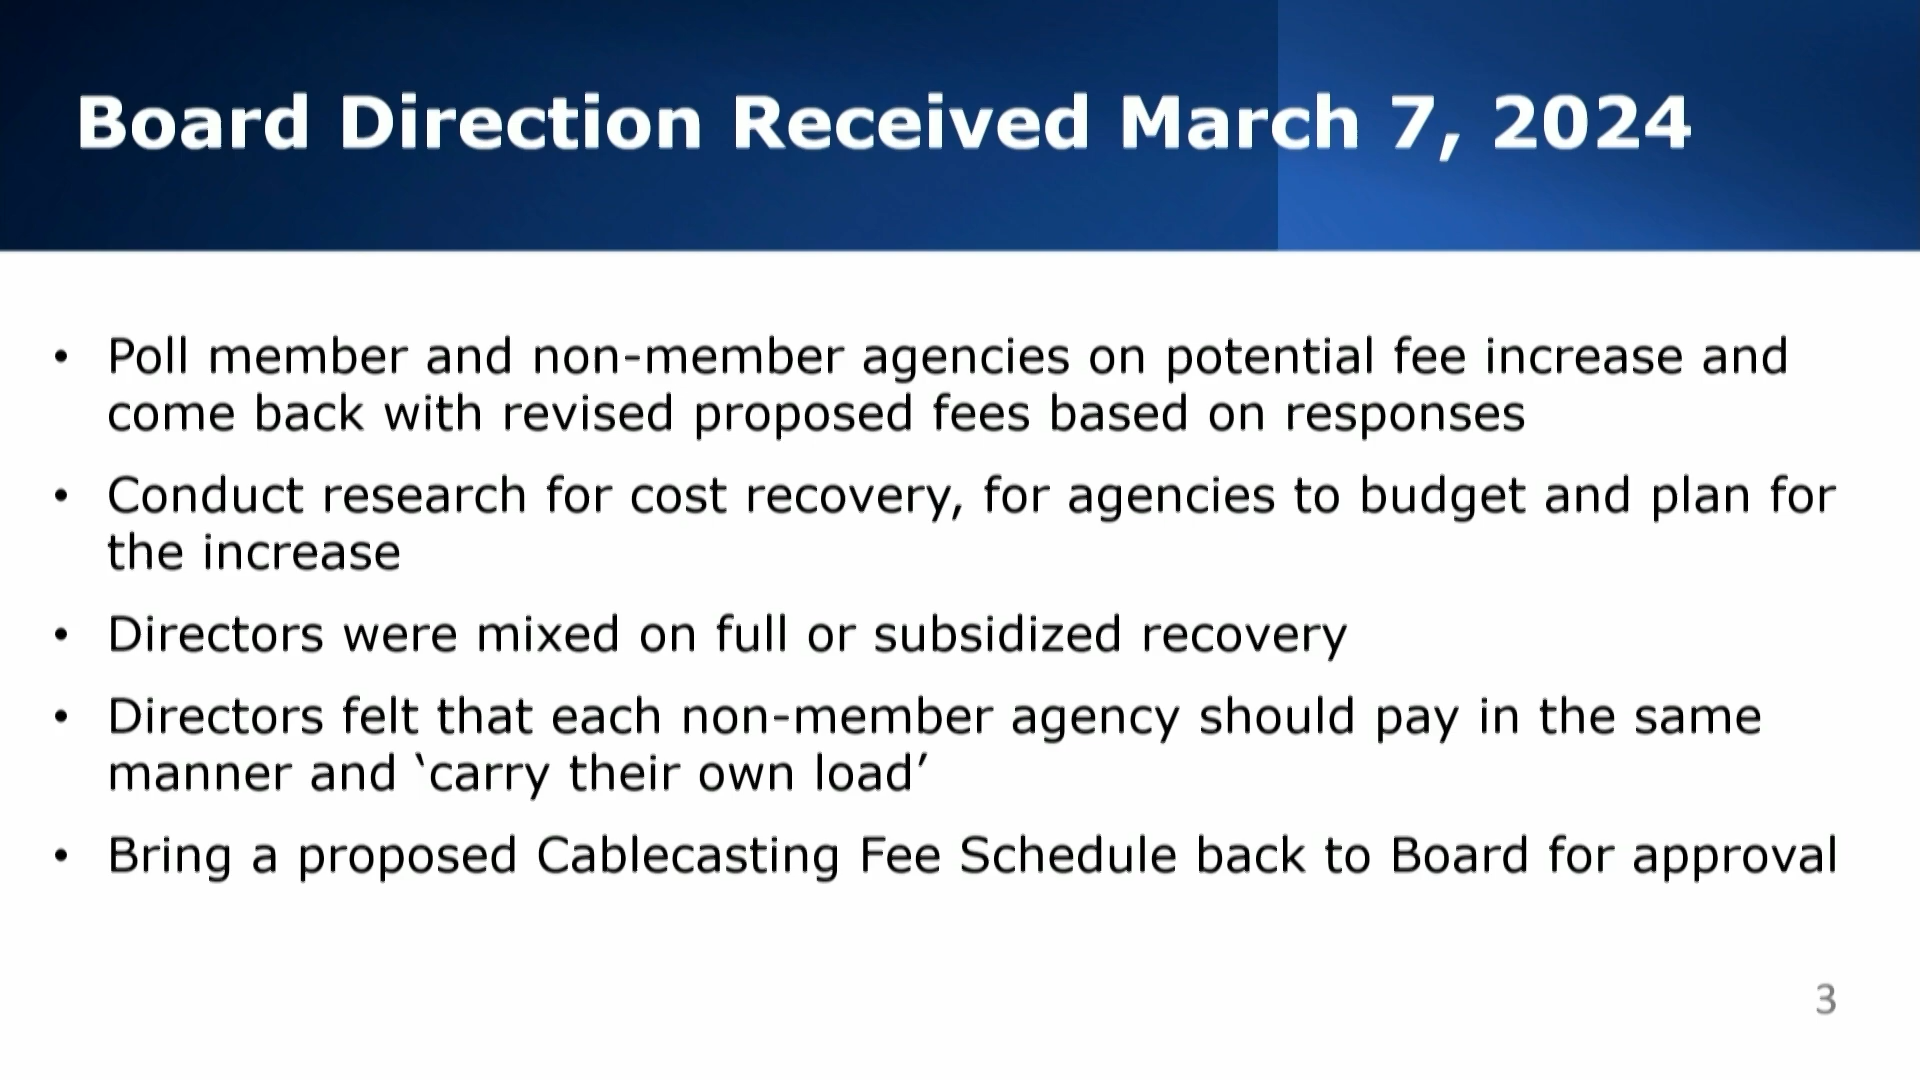 Board Direction Received March 7, 2024
• Poll member and non-member agencies on potential fee increase and
come back with revised proposed fees based on responses
• Conduct research for cost recovery, for agencies to budget and plan for
the increase
• Directors were mixed on full or subsidized recovery
• Directors felt that each non-member agency should pay in the same
manner and ‘carry their own load’
• Bring a proposed Cablecasting Fee Schedule back to Board for approval
3